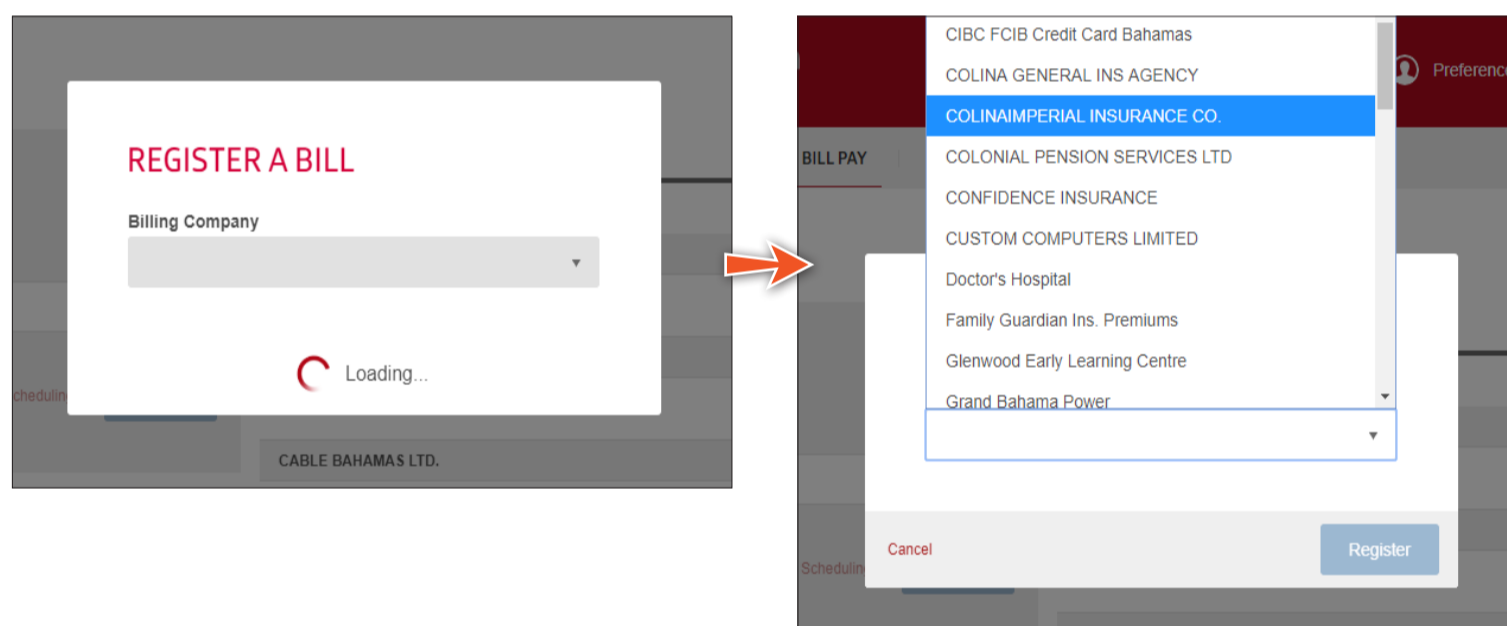 REGISTER A BILL
Billing Company
Loading...
chedulin
CABLE BAHAMAS LTD.
CIBC FCIB Credit Card Bahamas
COLINA GENERAL INS AGENCY
COLINAIMPERIAL INSURANCE CO.
COLONIAL PENSION SERVICES LTD
CONFIDENCE INSURANCE
CUSTOM COMPUTERS LIMITED
Doctor's Hospital
Family Guardian Ins. Premiums
Glenwood Early Learning Centre
Grand Bahama Power
Preference
BILL PAY
Cancel
Register
Schedulin